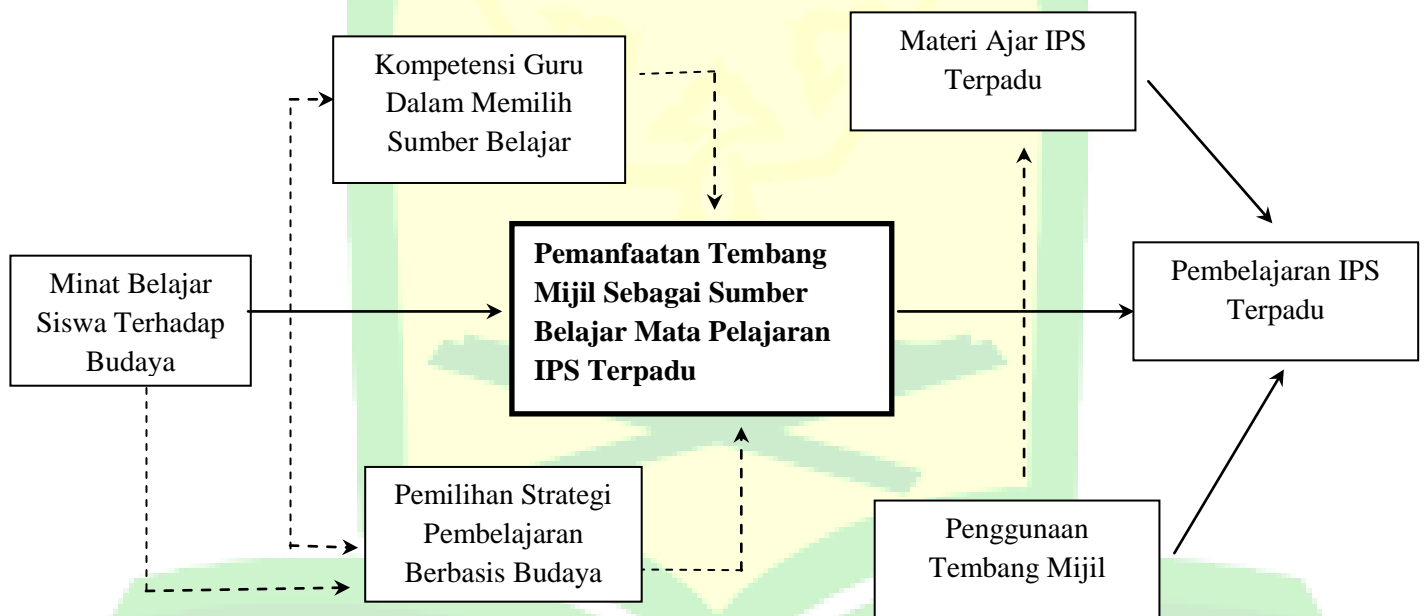 Kompetensi Guru
Dalam Memilih
Sumber Belajar
Materi Ajar IPS
Terpadu
Minat Belajar
Siswa Terhadap
Budaya
Pemanfaatan Tembang
Mijil Sebagai Sumber
Belajar Mata Pelajaran
IPS Terpadu
Pembelajaran IPS
Terpadu
Pemilihan Strategi
Pembelajaran
Berbasis Budaya
Penggunaan
Tembang Mijil